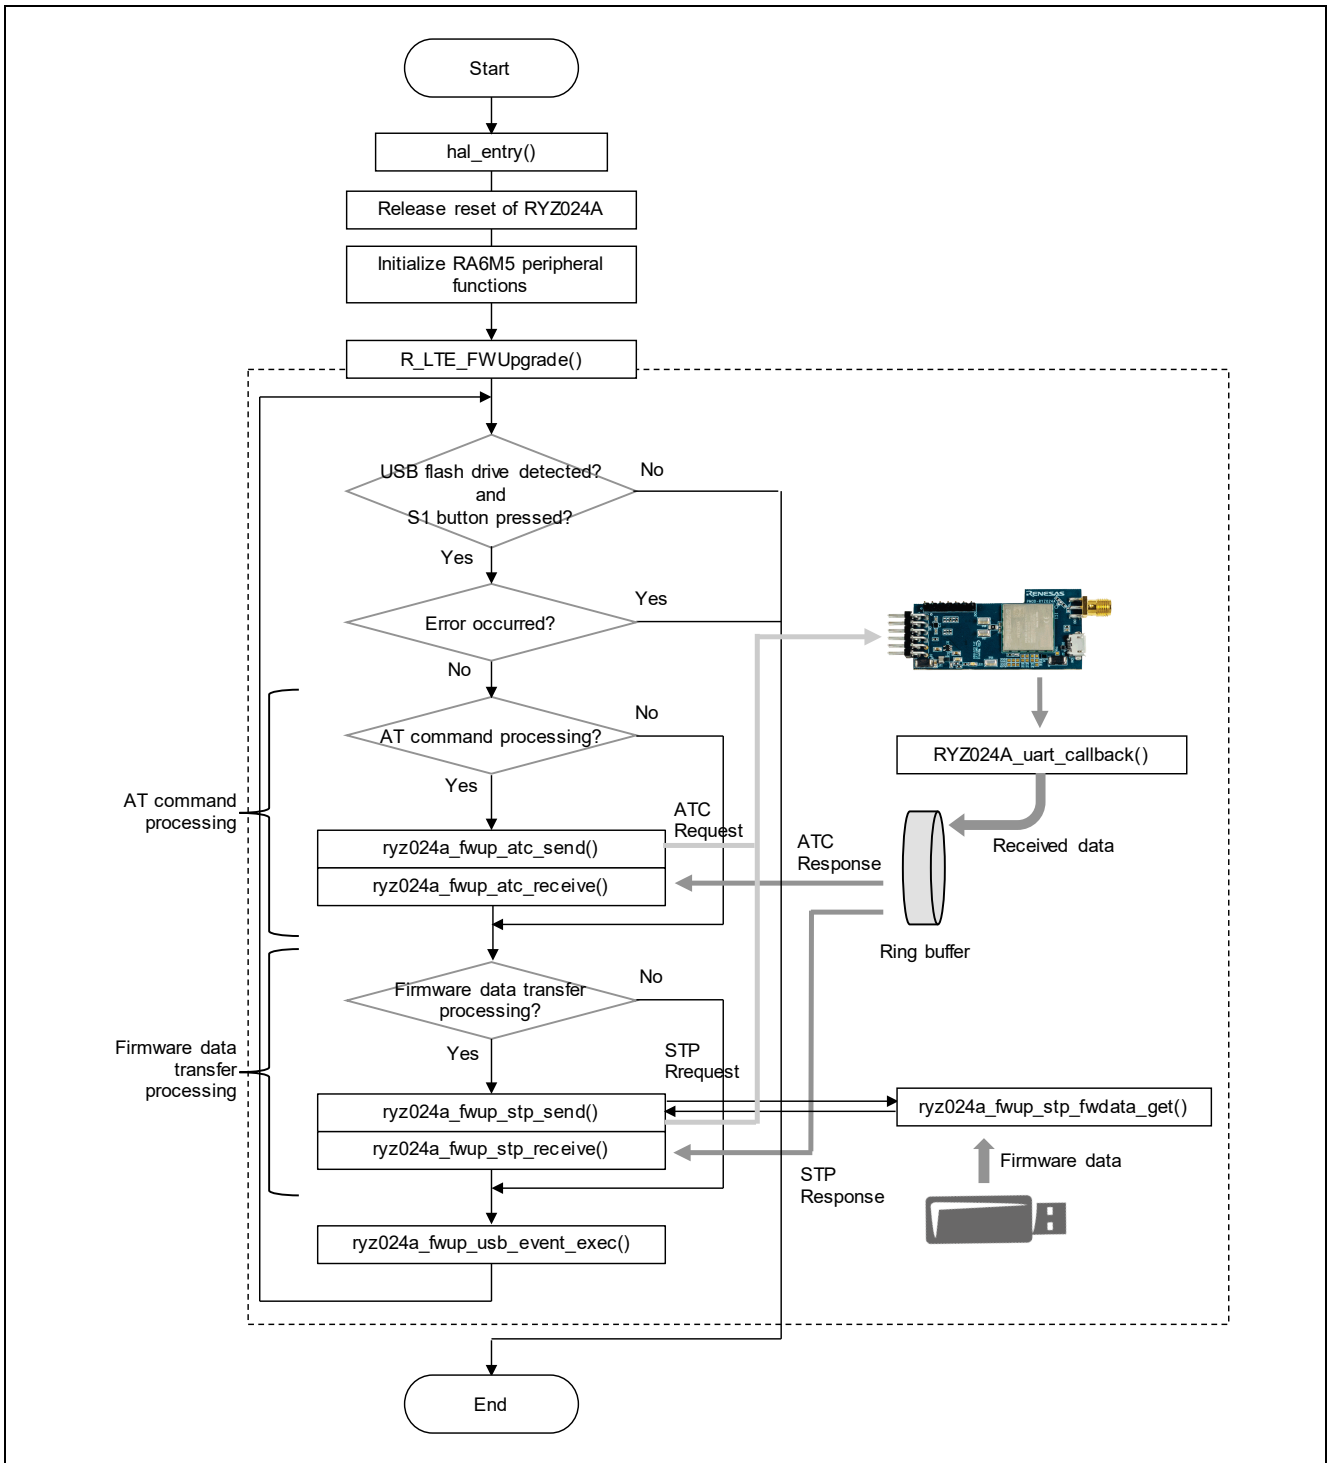 Start
hal_entry()
Release reset of RYZ024A
Initialize RA6M5 peripheral
functions
R_LTE_FWUpgrade()
USB flash drive detected?
and
S1 button pressed?
No
Yes
Error occurred?
Yes
No
RENESAS
AT command processing?
No
Yes
RYZ024A_uart_callback()
AT command
processing
ATC
Request
ryz024a_fwup_atc_send()
ryz024a_fwup_atc_receive()
ATC
Response
Received data
Ring buffer
Firmware data transfer
processing?
No
Yes
Firmware data
transfer
processing
STP
Rrequest
ryz024a_fwup_stp_send()
ryz024a_fwup_stp_receive()
ryz024a_fwup_stp_fwdata_get()
Firmware data
STP
Response
ryz024a_fwup_usb_event_exec()
End